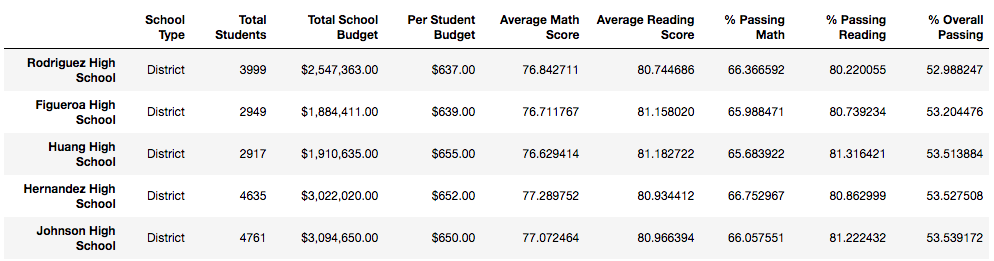 School Type Total Students Total School Budget Per Student Budget Average Math Score Average Reading Score % Passing Math % Passing Reading % Overall Passing
Rodriguez High School District 3999 $2,547,363.00 $637.00 76.842711 80.744686 66.366592 80.220055 52.988247
Figueroa High School District 2949 $1,884,411.00 $639.00 76.711767 81.158020 65.988471 80.739234 53.204476
Huang High School District 2917 $1,910,635.00 $655.00 76.629414 81.182722 65.683922 81.316421 53.513884
Hernandez High School District 4635 $3,022,020.00 $652.00 77.289752 80.934412 66.752967 80.862999 53.527508
Johnson High School District 4761 $3,094,650.00 $650.00 77.072464 80.966394 66.057551 81.222432 53.539172